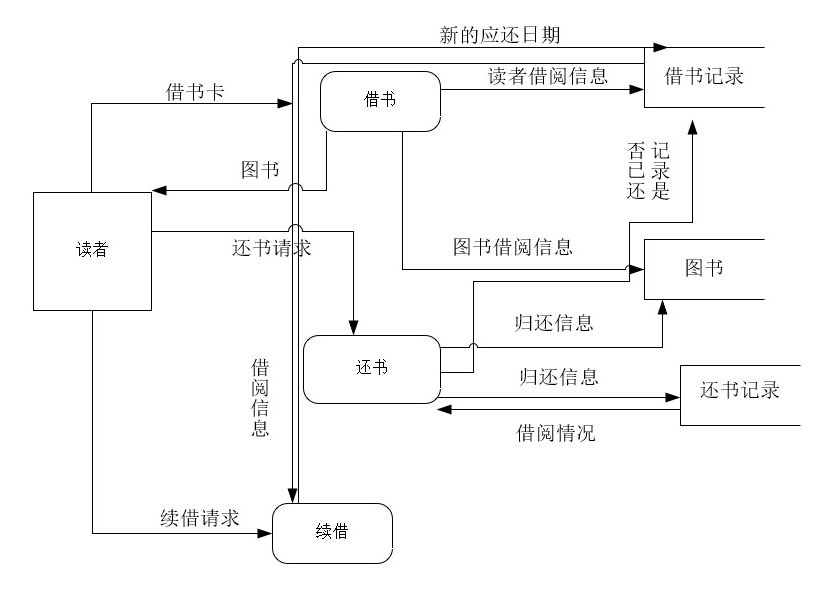 新的应还日期
借书记录
读者借阅信息
借书卡
借书
图书
记录是
否已还
读者
还书请求
图书借阅信息
图书
归还信息
还书
借阅信息
归还信息
还书记录
借阅情况
续借请求
续借